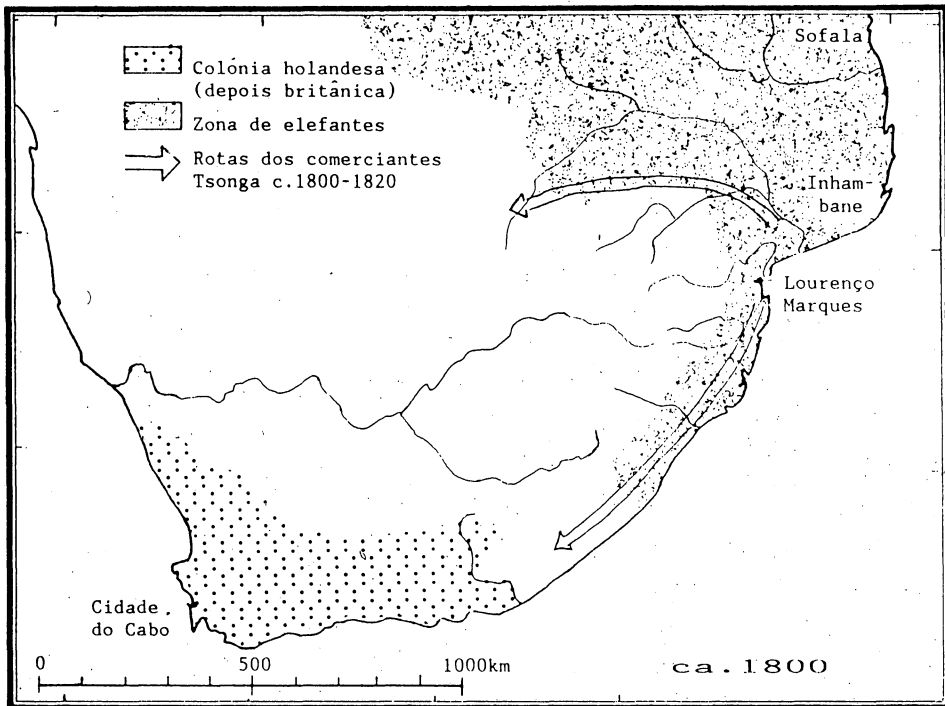 Sofala
Colónia holandesa
(depois britânica)
Zona de elefantes
Rotas dos comerciantes
Tsonga c.1800-1820
Inham-
bane
Lourenço
Marques
Cidade
do Cabo
0 500 1000km
ca.1800